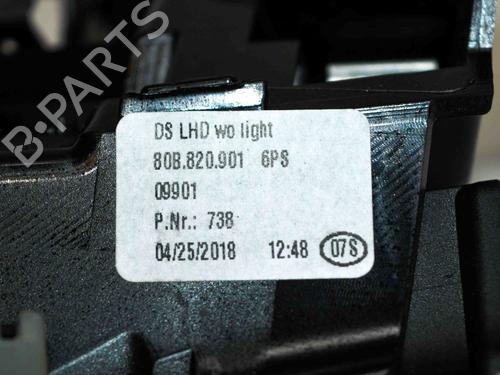 B-PARTS
DS LHD wo light
80B.820.901 6PS
09901
P.Nr.: 738
04/25/2018 12:48 07S